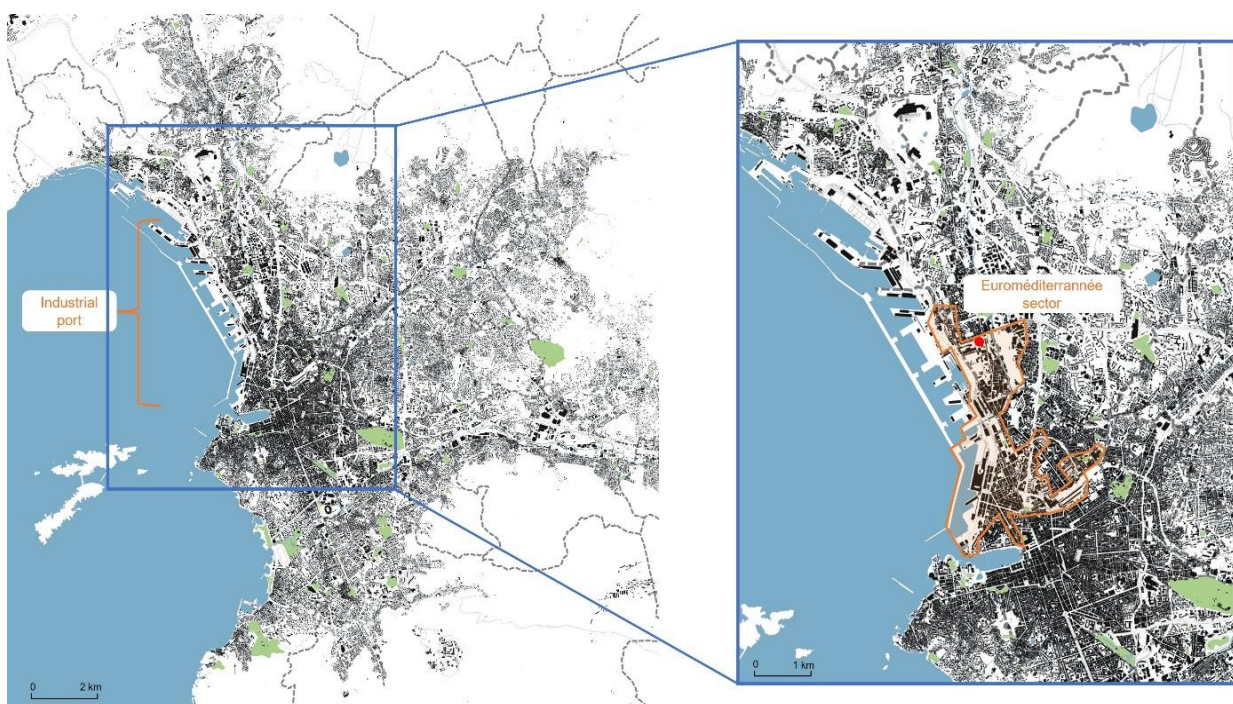 Industrial
port
0 2 km
Euroméditerrannée
sector
0 1 km